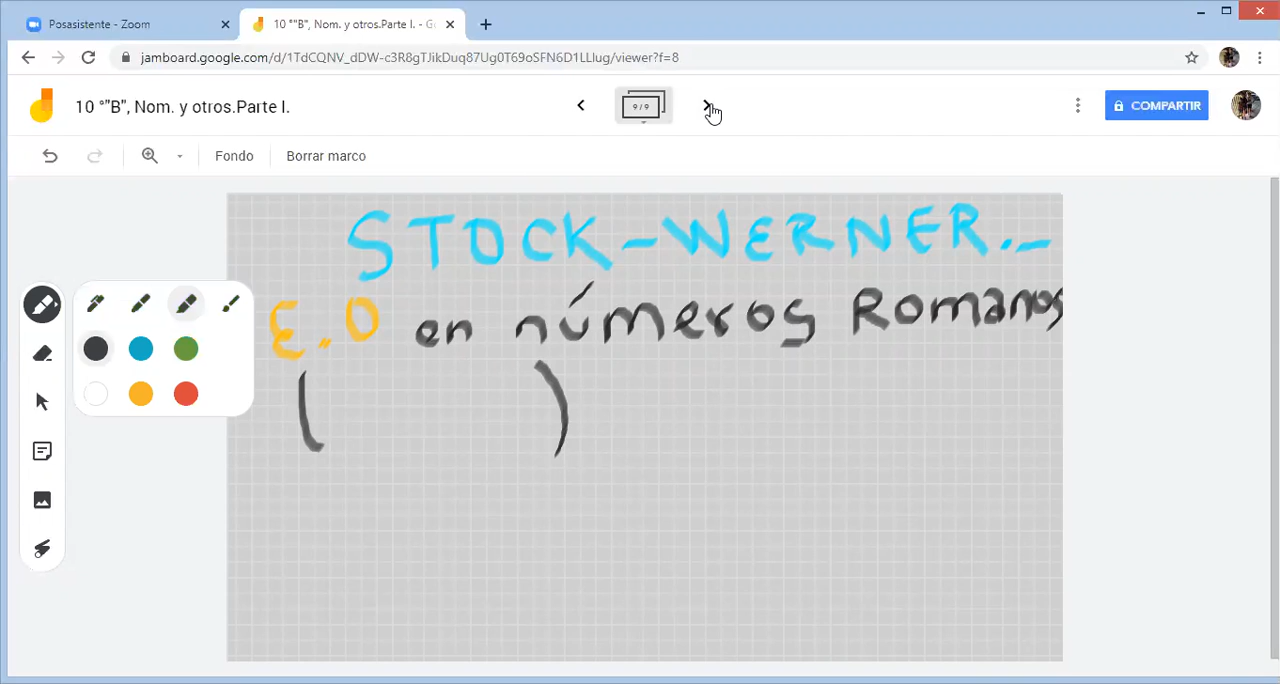 Posasistente - Zoom
10 °"B", Nom. y otros.Parte I. - G
jamboard.google.com/d/1TdCQNV_dDW-c3R8gTJikDuq87Ug0T69oSFN6D1LLlug/viewer?f=8
10 °"B", Nom. y otros.Parte I.
9/9
COMPARTIR
Fondo
Borrar marco
STOCK-WERNER.-
E.O en números Romanos
( )